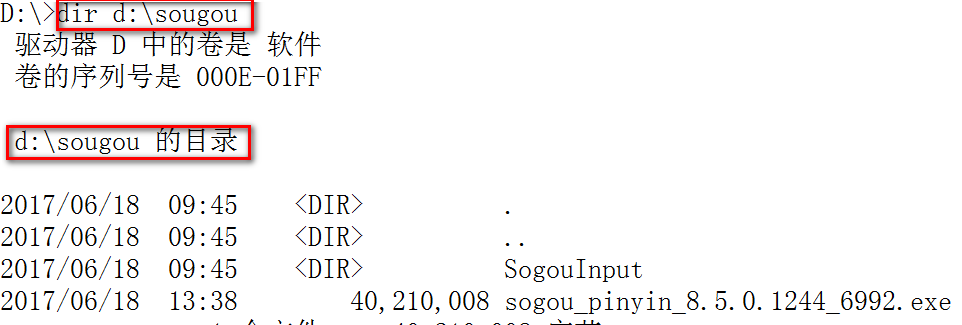 D:\>dir d:\sougou
驱动器 D 中的卷是 软件
卷的序列号是 000E-01FF
d:\sougou 的目录
2017/06/18  09:45    <DIR>          .
2017/06/18  09:45    <DIR>          ..
2017/06/18  09:45    <DIR>          SogouInput
2017/06/18  13:38        40,210,008 sogou_pinyin_8.5.0.1244_6992.exe